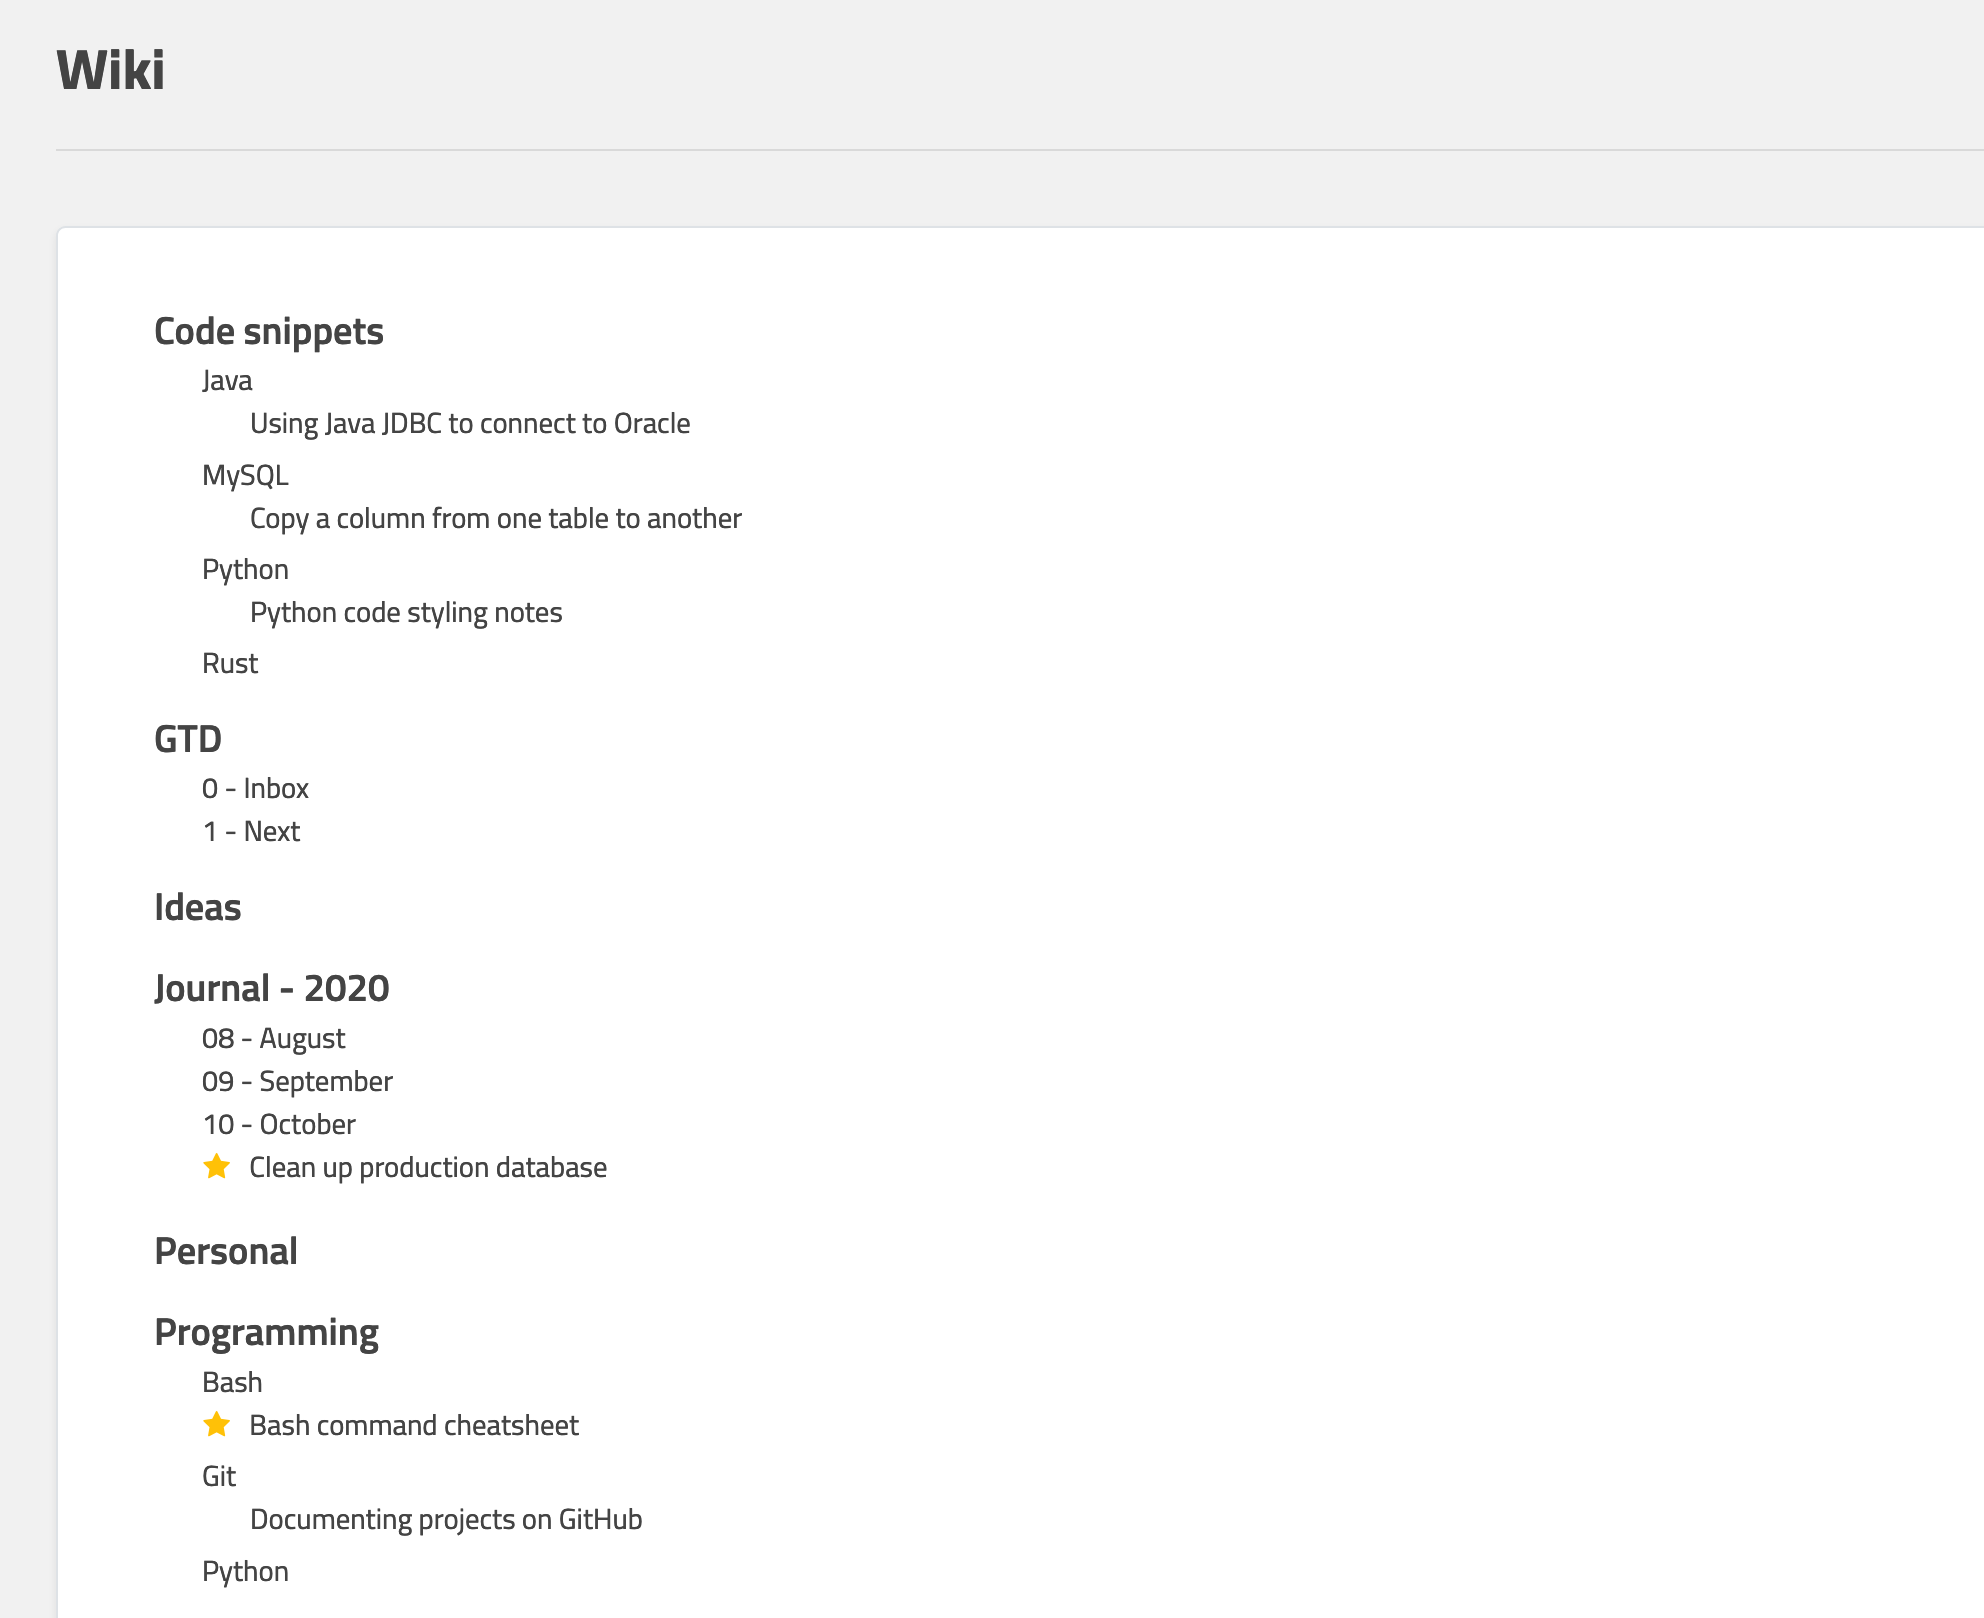 Wiki
Code snippets
Java
Using Java JDBC to connect to Oracle
MySQL
Copy a column from one table to another
Python
Python code styling notes
Rust
GTD
0 - Inbox
1 - Next
Ideas
Journal - 2020
08 - August
09 - September
10 - October
Clean up production database
Personal
Programming
Bash
Bash command cheatsheet
Git
Documenting projects on GitHub
Python